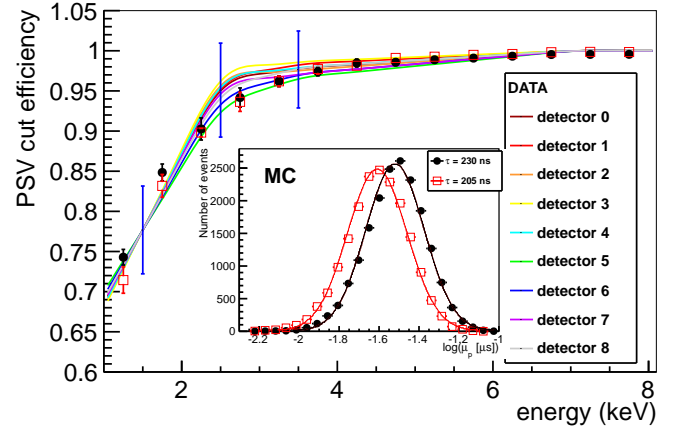 PSV cut efficiency
1.05
1
0.95
0.9
0.85
0.8
0.75
0.7
0.65
0.6
2
4
6
8
energy (keV)
DATA
detector 0
detector 1
detector 2
detector 3
detector 4
detector 5
detector 6
detector 7
detector 8
MC
τ = 230 ns
τ = 205 ns
Number of events
2500
2000
1500
1000
500
0
-2.2
-2
-1.8
-1.6
-1.4
-1.2
-1
log(μp [μs])